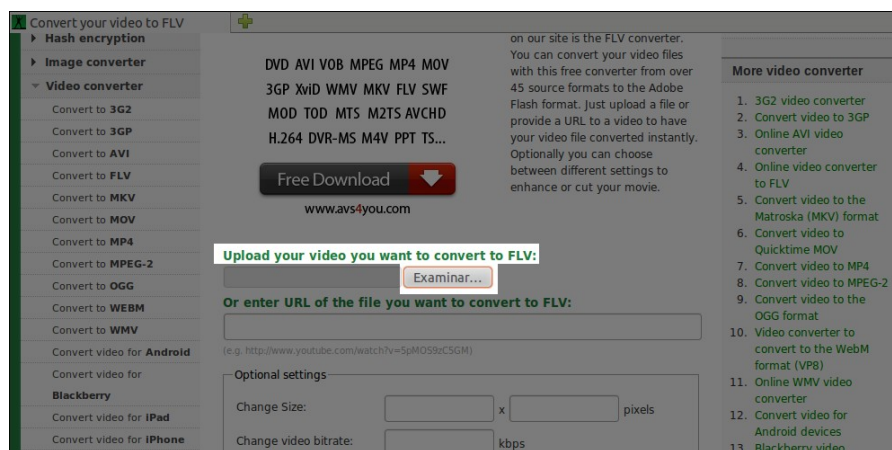 Convert your video to FLV
Hash encryption
Image converter
Video converter
Convert to 3G2
Convert to 3GP
Convert to AVI
Convert to FLV
Convert to MKV
Convert to MOV
Convert to MP4
Convert to MPEG-2
Convert to OGG
Convert to WEBM
Convert to WMV
Convert video for Android
Convert video for
Blackberry
Convert video for iPad
Convert video for iPhone
DVD AVI VOB MPEG MP4 MOV
3GP XviD WMV MKV FLV SWF
MOD TOD MTS M2TS AVCHD
H.264 DVR-MS M4V PPT TS...
Free Download
www.avs4you.com
on our site is the FLV converter.
You can convert your video files
with this free converter from over
45 source formats to the Adobe
Flash format. Just upload a file or
provide a URL to a video to have
your video file converted instantly.
Optionally you can choose
between different settings to
enhance or cut your movie.
Upload your video you want to convert to FLV:
Examinar...
Or enter URL of the file you want to convert to FLV:
(e.g. http://www.youtube.com/watch?v=5pMOS9zC5GM)
Optional settings
Change Size:
x
pixels
Change video bitrate:
kbps
More video converter
1. 3G2 video converter
2. Convert video to 3GP
3. Online AVI video
converter
4. Online video converter
to FLV
5. Convert video to the
Matroska (MKV) format
6. Convert video to
Quicktime MOV
7. Convert video to MP4
8. Convert video to MPEG-2
9. Convert video to the
OGG format
10. Video converter to
convert to the WebM
format (VP8)
11. Online WMV video
converter
12. Convert video for
Android devices
13. Blackberry video